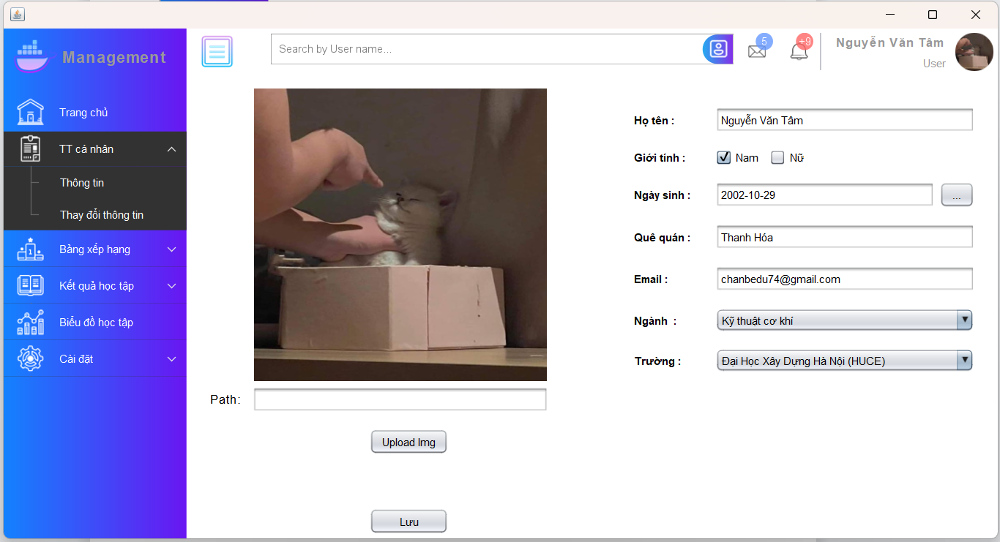 Management
Search by User name...
5
+9
Nguyễn Văn Tâm
User
Trang chủ
TT cá nhân
Thông tin
Thay đổi thông tin
Bảng xếp hạng
Kết quả học tập
Biểu đồ học tập
Cài đặt
Path:
Upload Img
Lưu
Họ tên : Nguyễn Văn Tâm
Giới tính : Nam Nữ
Ngày sinh : 2002-10-29 ...
Quê quán : Thanh Hóa
Email : chanbedu74@gmail.com
Ngành : Kỹ thuật cơ khí
Trường : Đại Học Xây Dựng Hà Nội (HUCE)